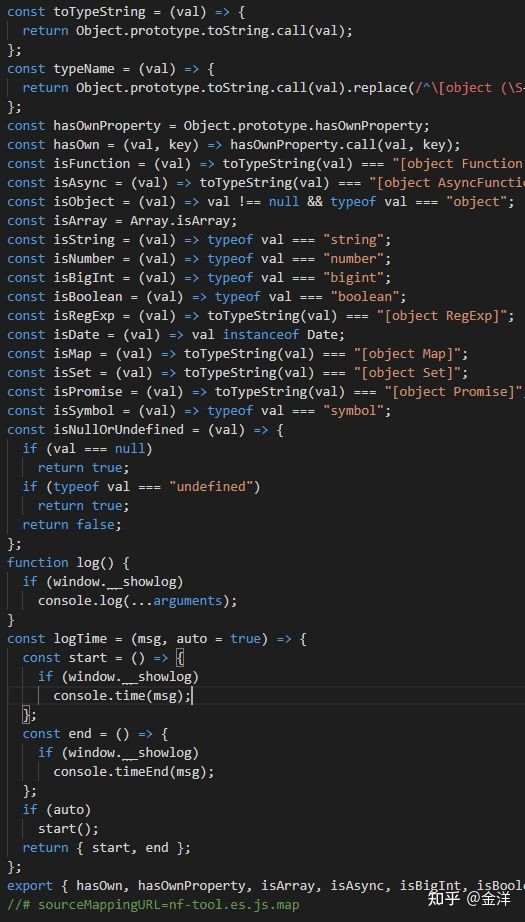 const toTypeString = (val) => {
  return Object.prototype.toString.call(val);
};
const typeName = (val) => {
  return Object.prototype.toString.call(val).replace(/^\[object (\S
};
const hasOwnProperty = Object.prototype.hasOwnProperty;
const hasOwn = (val, key) => hasOwnProperty.call(val, key);
const isFunction = (val) => toTypeString(val) === "[object Function
const isAsync = (val) => toTypeString(val) === "[object AsyncFuncti
const isObject = (val) => val !== null && typeof val === "object";
const isArray = Array.isArray;
const isString = (val) => typeof val === "string";
const isNumber = (val) => typeof val === "number";
const isBigInt = (val) => typeof val === "bigint";
const isBoolean = (val) => typeof val === "boolean";
const isRegExp = (val) => toTypeString(val) === "[object RegExp]";
const isDate = (val) => val instanceof Date;
const isMap = (val) => toTypeString(val) === "[object Map]";
const isSet = (val) => toTypeString(val) === "[object Set]";
const isPromise = (val) => toTypeString(val) === "[object Promise]"
const isSymbol = (val) => typeof val === "symbol";
const isNullOrUndefined = (val) => {
  if (val === null)
    return true;
  if (typeof val === "undefined")
    return true;
  return false;
};
function log() {
  if (window.__showlog)
    console.log(...arguments);
}
const logTime = (msg, auto = true) => {
  const start = () => {
    if (window.__showlog)
      console.time(msg);
  };
  const end = () => {
    if (window.__showlog)
      console.timeEnd(msg);
  };
  if (auto)
    start();
  return { start, end };
};
export { hasOwn, hasOwnProperty, isArray, isAsync, isBigInt, isBool
//# sourceMappingURL=nf-tool.es.js.map
知乎 @金洋